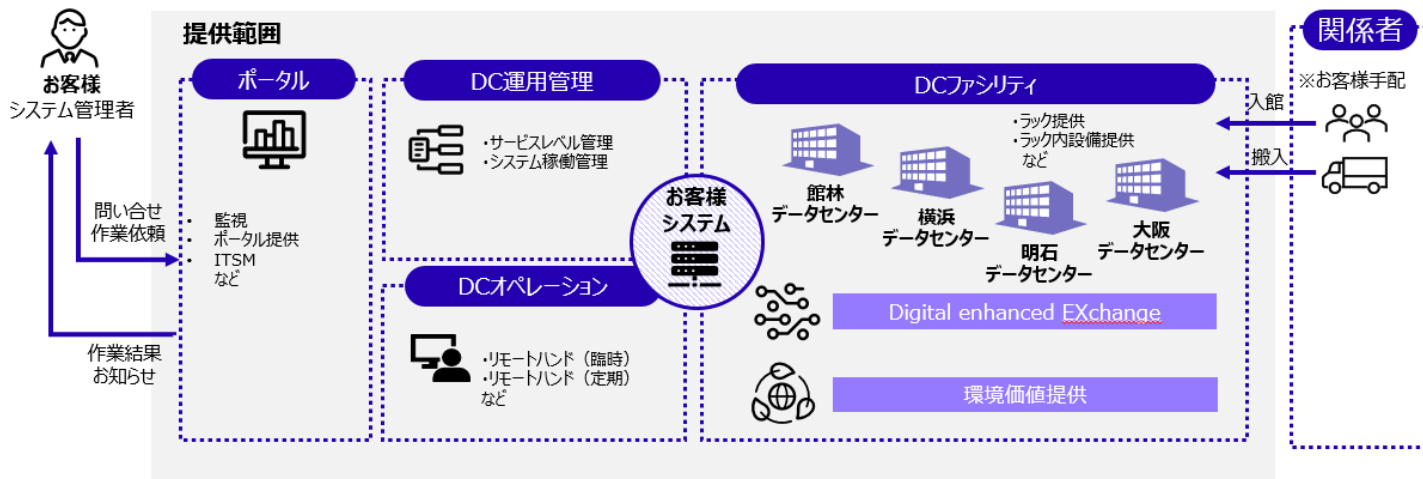 お客様
システム管理者
問い合せ
作業依頼
作業結果
お知らせ
提供範囲
ポータル
・ 監視
・ ポータル提供
・ ITSM
など
DC運用管理
・サービスレベル管理
・システム稼働管理
DCオペレーション
・リモートハンド（臨時）
・リモートハンド（定期）
など
お客様
システム
DCファシリティ
・ラック提供
・ラック内設備提供
など
館林
データセンター
横浜
データセンター
明石
データセンター
大阪
データセンター
Digital enhanced EXchange
環境価値提供
入館
搬入
関係者
※お客様手配